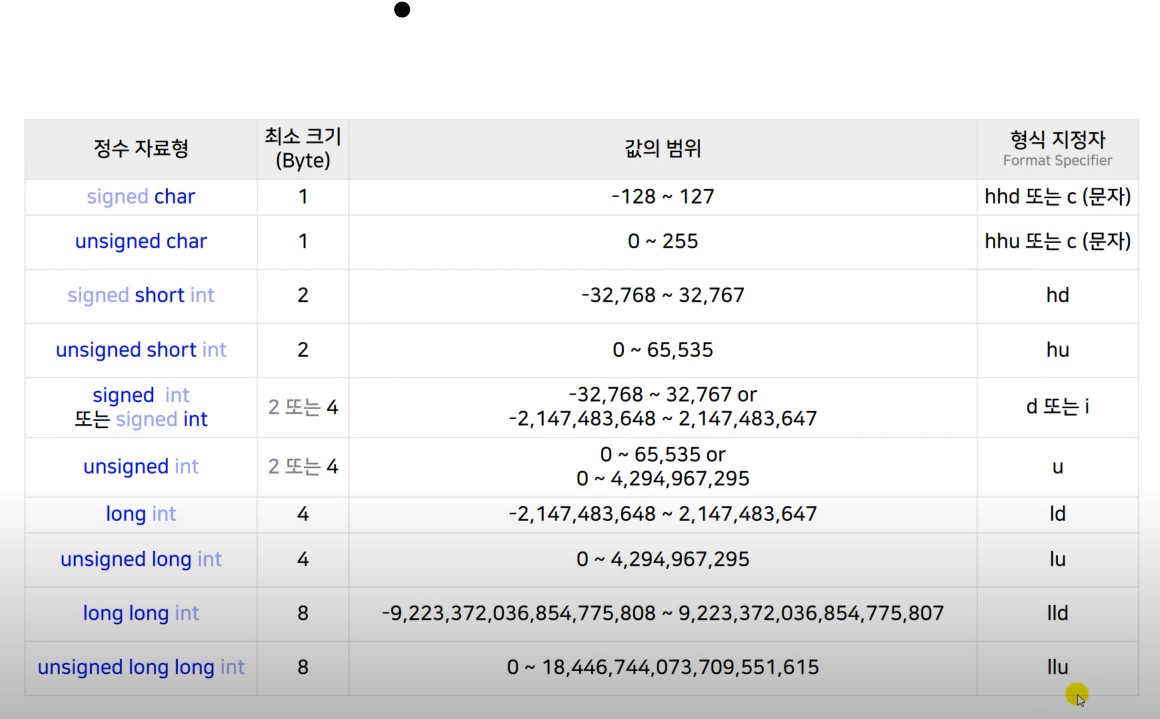 정수 자료형 최소 크기 (Byte) 값의 범위 형식 지정자 Format Specifier
signed char 1 -128 ~ 127 hhd 또는 c (문자)
unsigned char 1 0 ~ 255 hhu 또는 c (문자)
signed short int 2 -32,768 ~ 32,767 hd
unsigned short int 2 0 ~ 65,535 hu
signed int 또는 signed int 2 또는 4 -32,768 ~ 32,767 or -2,147,483,648 ~ 2,147,483,647 d 또는 i
unsigned int 2 또는 4 0 ~ 65,535 or 0 ~ 4,294,967,295 u
long int 4 -2,147,483,648 ~ 2,147,483,647 ld
unsigned long int 4 0 ~ 4,294,967,295 lu
long long int 8 -9,223,372,036,854,775,808 ~ 9,223,372,036,854,775,807 lld
unsigned long long int 8 0 ~ 18,446,744,073,709,551,615 llu